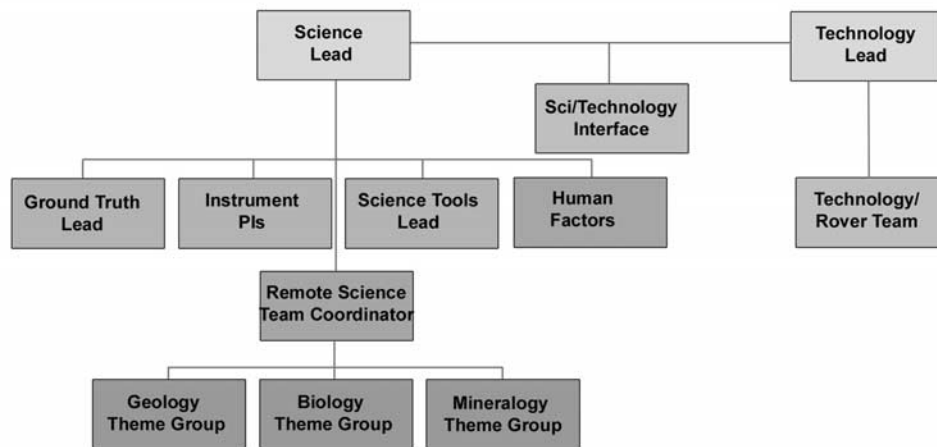 Science
Lead
Technology
Lead
Sci/Technology
Interface
Ground Truth
Lead
Instrument
PIs
Science Tools
Lead
Human
Factors
Technology/
Rover Team
Remote Science
Team Coordinator
Geology
Theme Group
Biology
Theme Group
Mineralogy
Theme Group